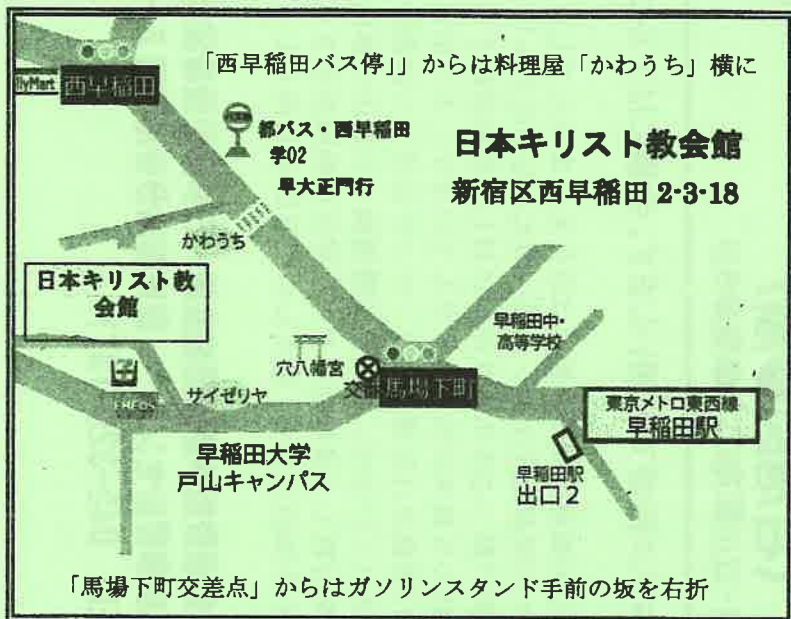 「西早稲田バス停」」からは料理屋「かわうち」横に
llyMart
西早稲田
都バス・西早稲田
学02
早大正門行
日本キリスト教会館
新宿区西早稲田 2-3-18
かわうち
日本キリスト教
会館
早稲田中・
高等学校
穴八幡宮
交番
馬場下町
サイゼリヤ
ENEOS
東京メトロ東西線
早稲田駅
早稲田大学
戸山キャンパス
早稲田駅
出口2
「馬場下町交差点」からはガソリンスタンド手前の坂を右折